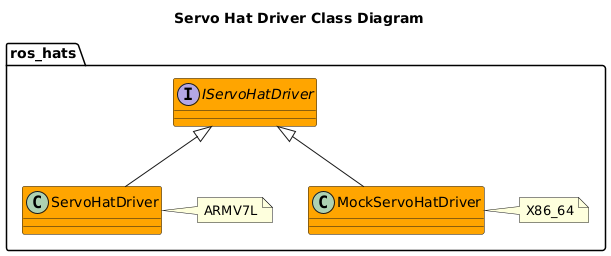 Servo Hat Driver Class Diagram
ros_hats
I IServoHatDriver
C ServoHatDriver
ARMV7L
C MockServoHatDriver
X86_64